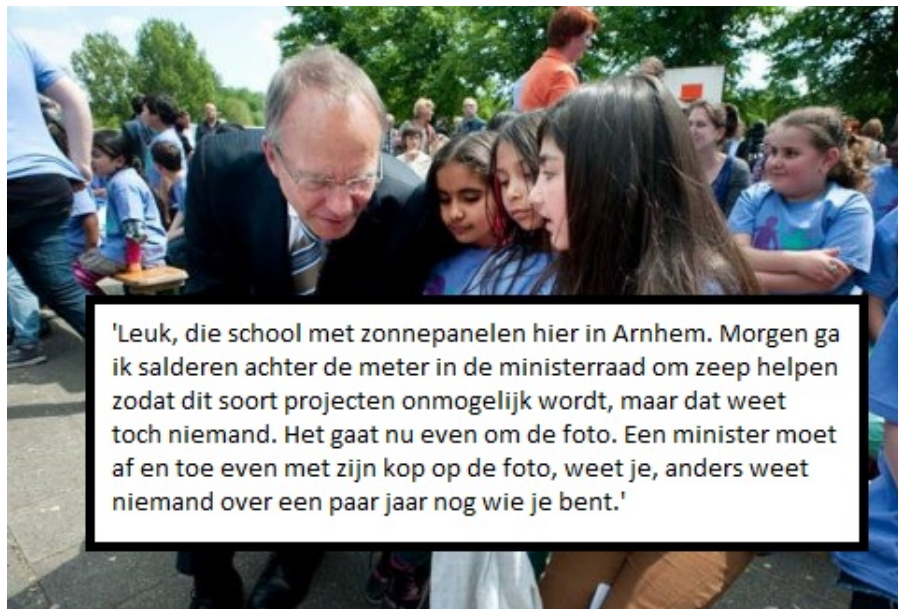 'Leuk, die school met zonnepanelen hier in Arnhem. Morgen ga
ik salderen achter de meter in de ministerraad om zeep helpen
zodat dit soort projecten onmogelijk wordt, maar dat weet
toch niemand. Het gaat nu even om de foto. Een minister moet
af en toe even met zijn kop op de foto, weet je, anders weet
niemand over een paar jaar nog wie je bent.'